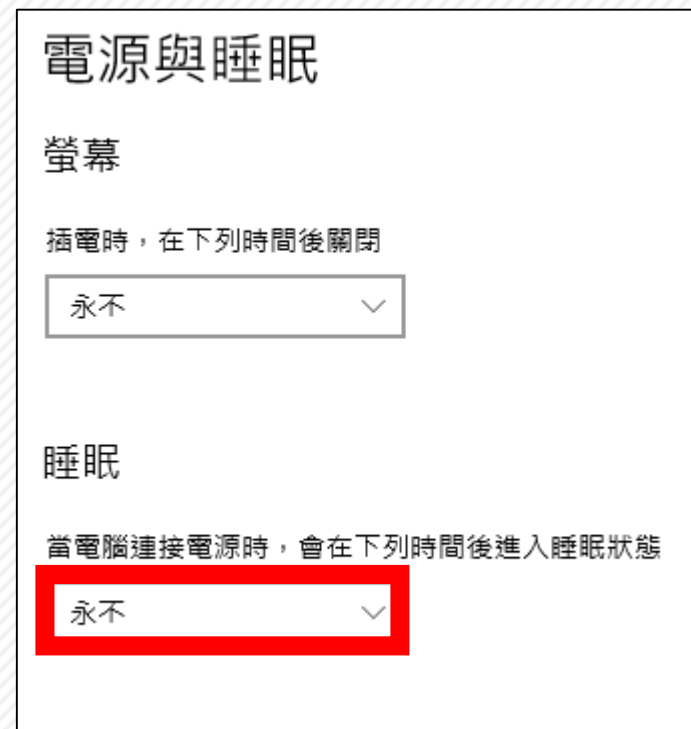 電源與睡眠
螢幕
插電時，在下列時間後關閉
永不
睡眠
當電腦連接電源時，會在下列時間後進入睡眠狀態
永不